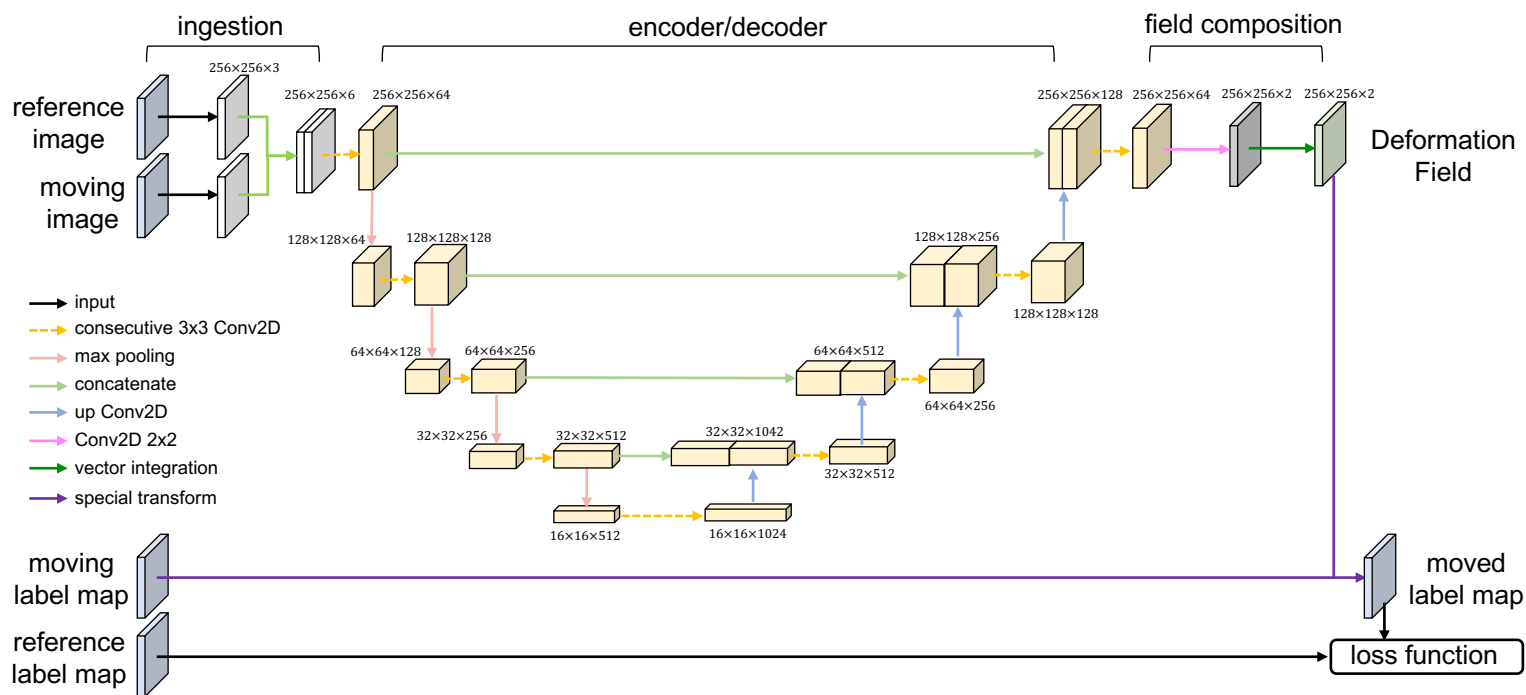 ingestion
encoder/decoder
field composition
reference
image
256×256×3
256×256×6
256×256×64
256×256×128
256×256×64
256×256×2
256×256×2
Deformation
Field
moving
image
128×128×64
128×128×128
128×128×256
128×128×128
input
consecutive 3x3 Conv2D
max pooling
concatenate
up Conv2D
Conv2D 2x2
vector integration
special transform
64×64×128
64×64×256
64×64×512
64×64×256
32×32×256
32×32×512
32×32×1042
32×32×512
16×16×512
16×16×1024
moving
label map
moved
label map
reference
label map
loss function